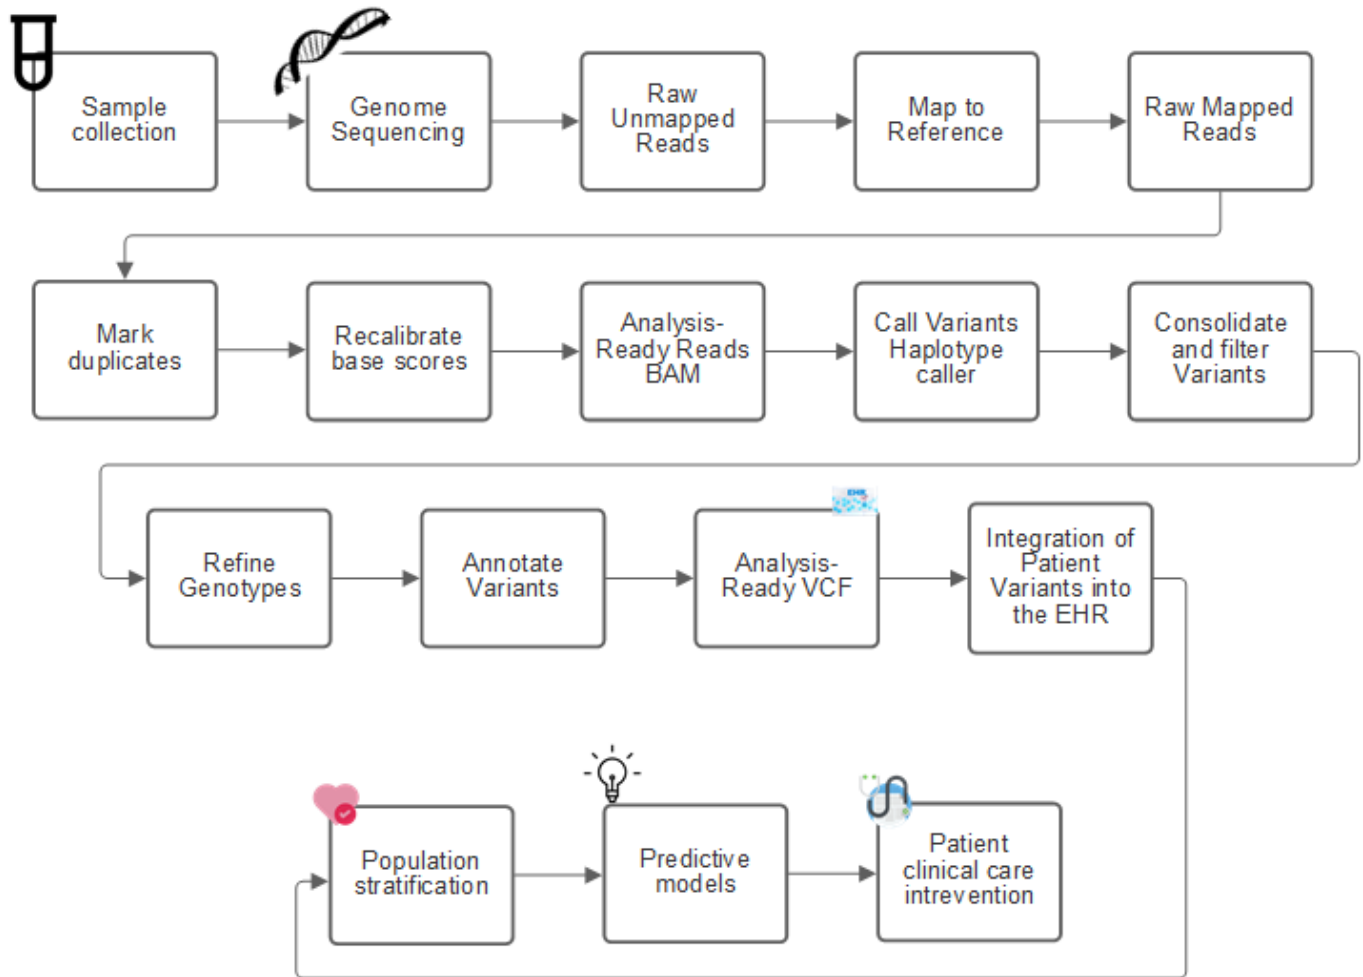 Sample
collection
Genome
Sequencing
Raw
Unmapped
Reads
Map to
Reference
Raw Mapped
Reads
Mark
duplicates
Recalibrate
base scores
Analysis-
Ready Reads
BAM
Call Variants
Haplotype
caller
Consolidate
and filter
Variants
Refine
Genotypes
Annotate
Variants
EHR
Analysis-
Ready VCF
Integration of
Patient
Variants into
the EHR
Population
stratification
Predictive
models
Patient
clinical care
intrevention